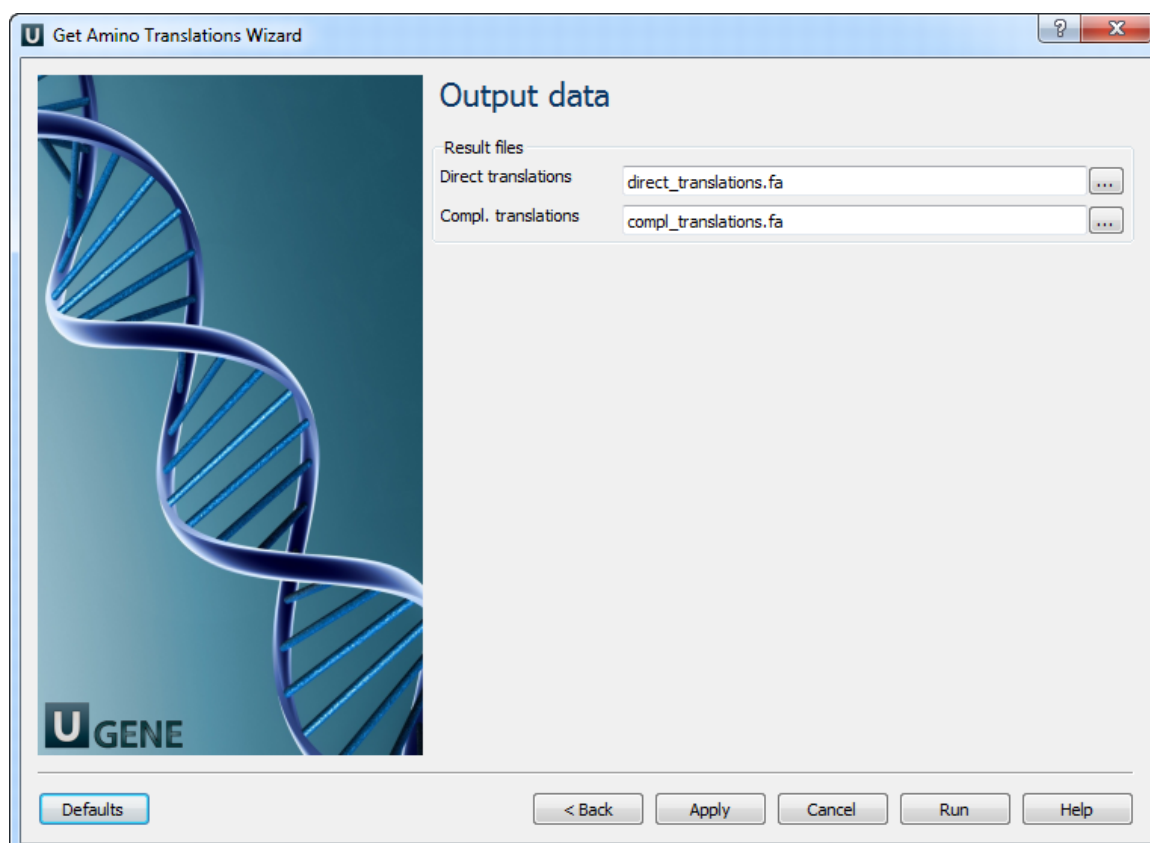 U Get Amino Translations Wizard ? X
Output data
Result files
Direct translations direct_translations.fa ...
Compl. translations compl_translations.fa ...
U GENE
Defaults < Back Apply Cancel Run Help